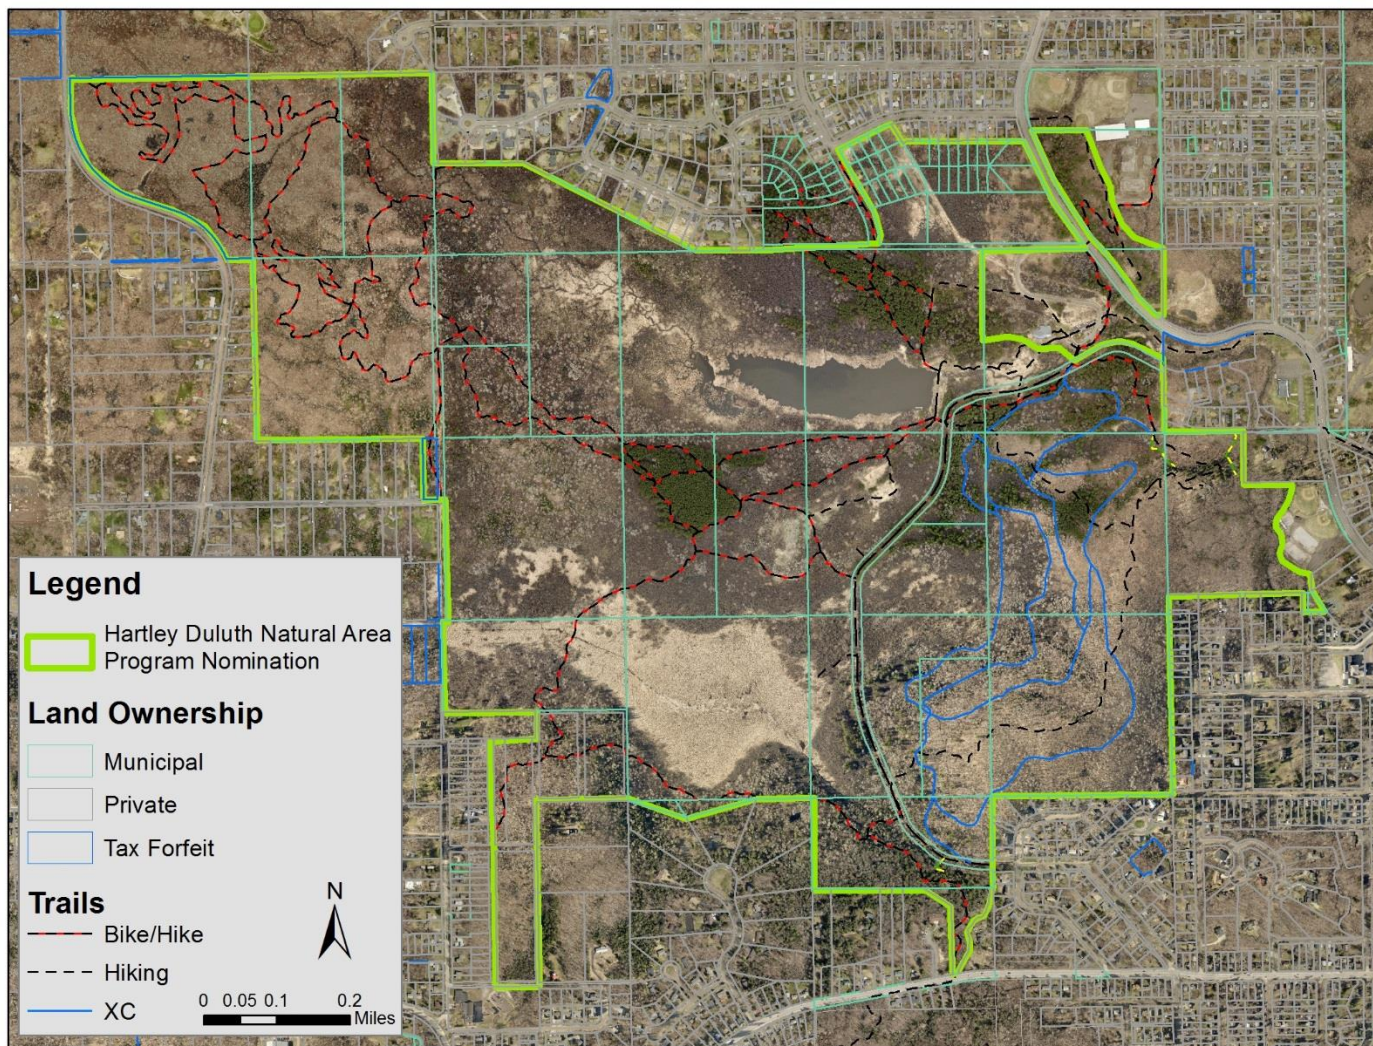 Legend
Hartley Duluth Natural Area
Program Nomination
Land Ownership
Municipal
Private
Tax Forfeit
Trails
Bike/Hike
Hiking
XC
N
0 0.05 0.1 0.2
Miles